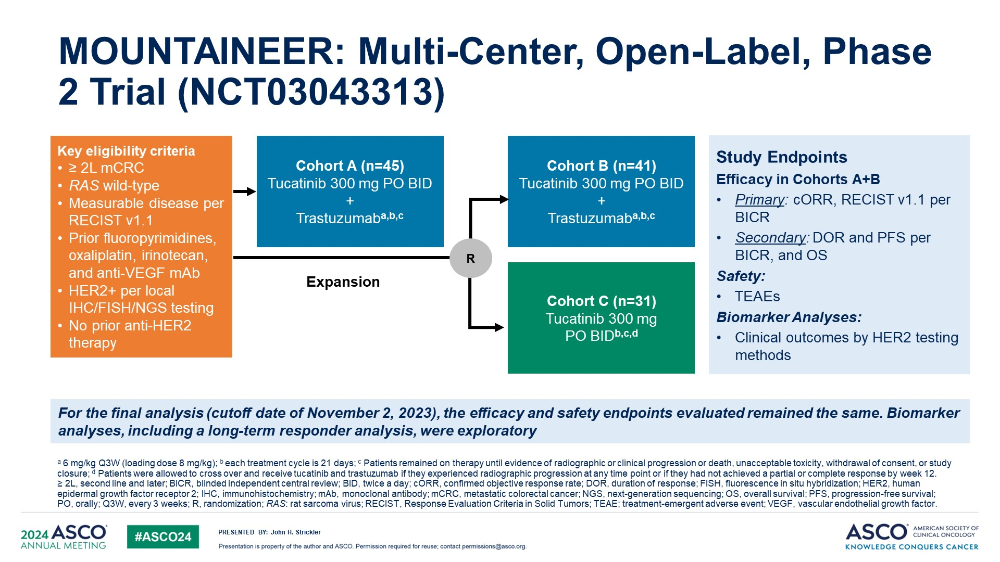 MOUNTAINEER: Multi-Center, Open-Label, Phase
2 Trial (NCT03043313)
Key eligibility criteria
• ≥ 2L mCRC
• RAS wild-type
• Measurable disease per
RECIST v1.1
• Prior fluoropyrimidines,
oxaliplatin, irinotecan,
and anti-VEGF mAb
• HER2+ per local
IHC/FISH/NGS testing
• No prior anti-HER2
therapy
Cohort A (n=45)
Tucatinib 300 mg PO BID
+
Trastuzumaba,b,c
Expansion
R
Cohort B (n=41)
Tucatinib 300 mg PO BID
+
Trastuzumaba,b,c
Cohort C (n=31)
Tucatinib 300 mg
PO BIDb,c,d
Study Endpoints
Efficacy in Cohorts A+B
• Primary: cORR, RECIST v1.1 per
BICR
• Secondary: DOR and PFS per
BICR, and OS
Safety:
• TEAEs
Biomarker Analyses:
• Clinical outcomes by HER2 testing
methods
For the final analysis (cutoff date of November 2, 2023), the efficacy and safety endpoints evaluated remained the same. Biomarker
analyses, including a long-term responder analysis, were exploratory
a 6 mg/kg Q3W (loading dose 8 mg/kg); b each treatment cycle is 21 days; c Patients remained on therapy until evidence of radiographic or clinical progression or death, unacceptable toxicity, withdrawal of consent, or study
closure; d Patients were allowed to cross over and receive tucatinib and trastuzumab if they experienced radiographic progression at any time point or if they had not achieved a partial or complete response by week 12.
≥ 2L, second line and later; BICR, blinded independent central review; BID, twice a day; cORR, confirmed objective response rate; DOR, duration of response; FISH, fluorescence in situ hybridization; HER2, human
epidermal growth factor receptor 2; IHC, immunohistochemistry; mAb, monoclonal antibody; mCRC, metastatic colorectal cancer; NGS, next-generation sequencing; OS, overall survival; PFS, progression-free survival;
PO, orally; Q3W, every 3 weeks; R, randomization; RAS: rat sarcoma virus; RECIST, Response Evaluation Criteria in Solid Tumors; TEAE; treatment-emergent adverse event; VEGF, vascular endothelial growth factor.
2024 ASCO®
ANNUAL MEETING
#ASCO24
PRESENTED BY: John H. Strickler
Presentation is property of the author and ASCO. Permission required for reuse; contact permissions@asco.org.
ASCO® AMERICAN SOCIETY OF
CLINICAL ONCOLOGY
KNOWLEDGE CONQUERS CANCER